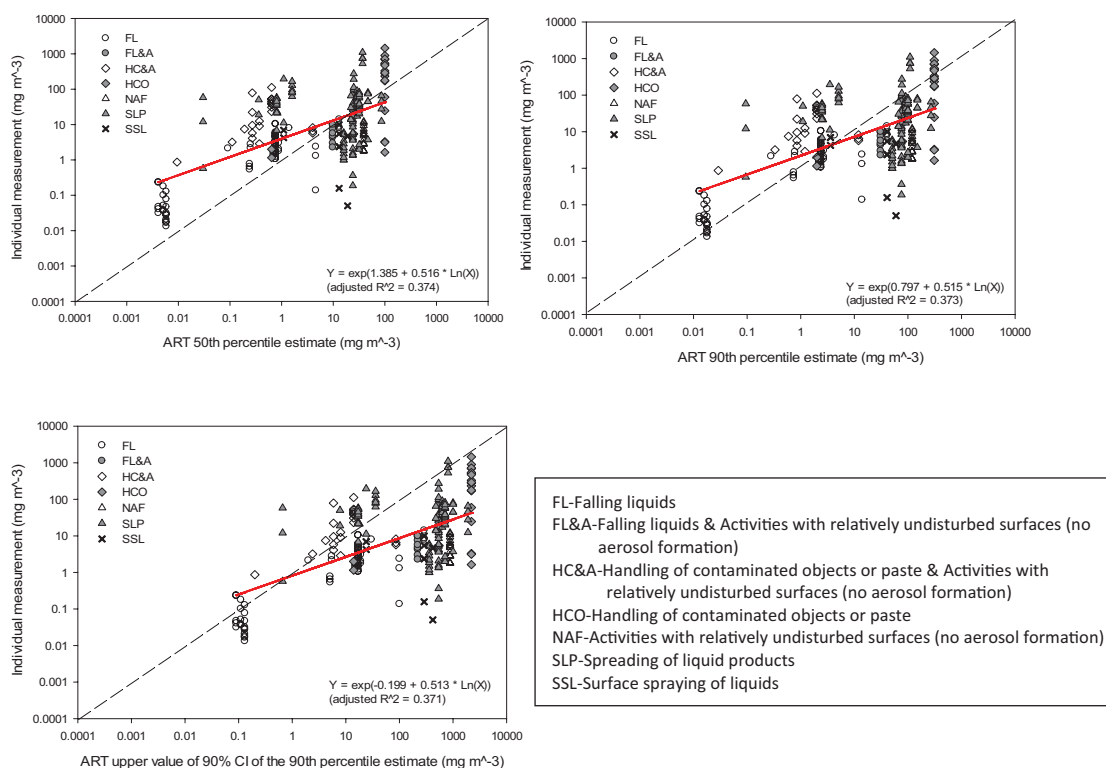 10000
1000
100
10
1
0.1
0.01
0.001
0.0001
Individual measurement (mg m^-3)
FL
FL&A
HC&A
HCO
NAF
SLP
SSL
Y = exp(1.385 + 0.516 * Ln(X))
(adjusted R^2 = 0.374)
0.0001 0.001 0.01 0.1 1 10 100 1000 10000
ART 50th percentile estimate (mg m^-3)
10000
1000
100
10
1
0.1
0.01
0.001
0.0001
Individual measurement (mg m^-3)
FL
FL&A
HC&A
HCO
NAF
SLP
SSL
Y = exp(0.797 + 0.515 * Ln(X))
(adjusted R^2 = 0.373)
0.0001 0.001 0.01 0.1 1 10 100 1000 10000
ART 90th percentile estimate (mg m^-3)
10000
1000
100
10
1
0.1
0.01
0.001
0.0001
Individual measurement (mg m^-3)
FL
FL&A
HC&A
HCO
NAF
SLP
SSL
Y = exp(-0.199 + 0.513 * Ln(X))
(adjusted R^2 = 0.371)
0.0001 0.001 0.01 0.1 1 10 100 1000 10000
ART upper value of 90% CI of the 90th percentile estimate (mg m^-3)
FL-Falling liquids
FL&A-Falling liquids & Activities with relatively undisturbed surfaces (no
aerosol formation)
HC&A-Handling of contaminated objects or paste & Activities with
relatively undisturbed surfaces (no aerosol formation)
HCO-Handling of contaminated objects or paste
NAF-Activities with relatively undisturbed surfaces (no aerosol formation)
SLP-Spreading of liquid products
SSL-Surface spraying of liquids